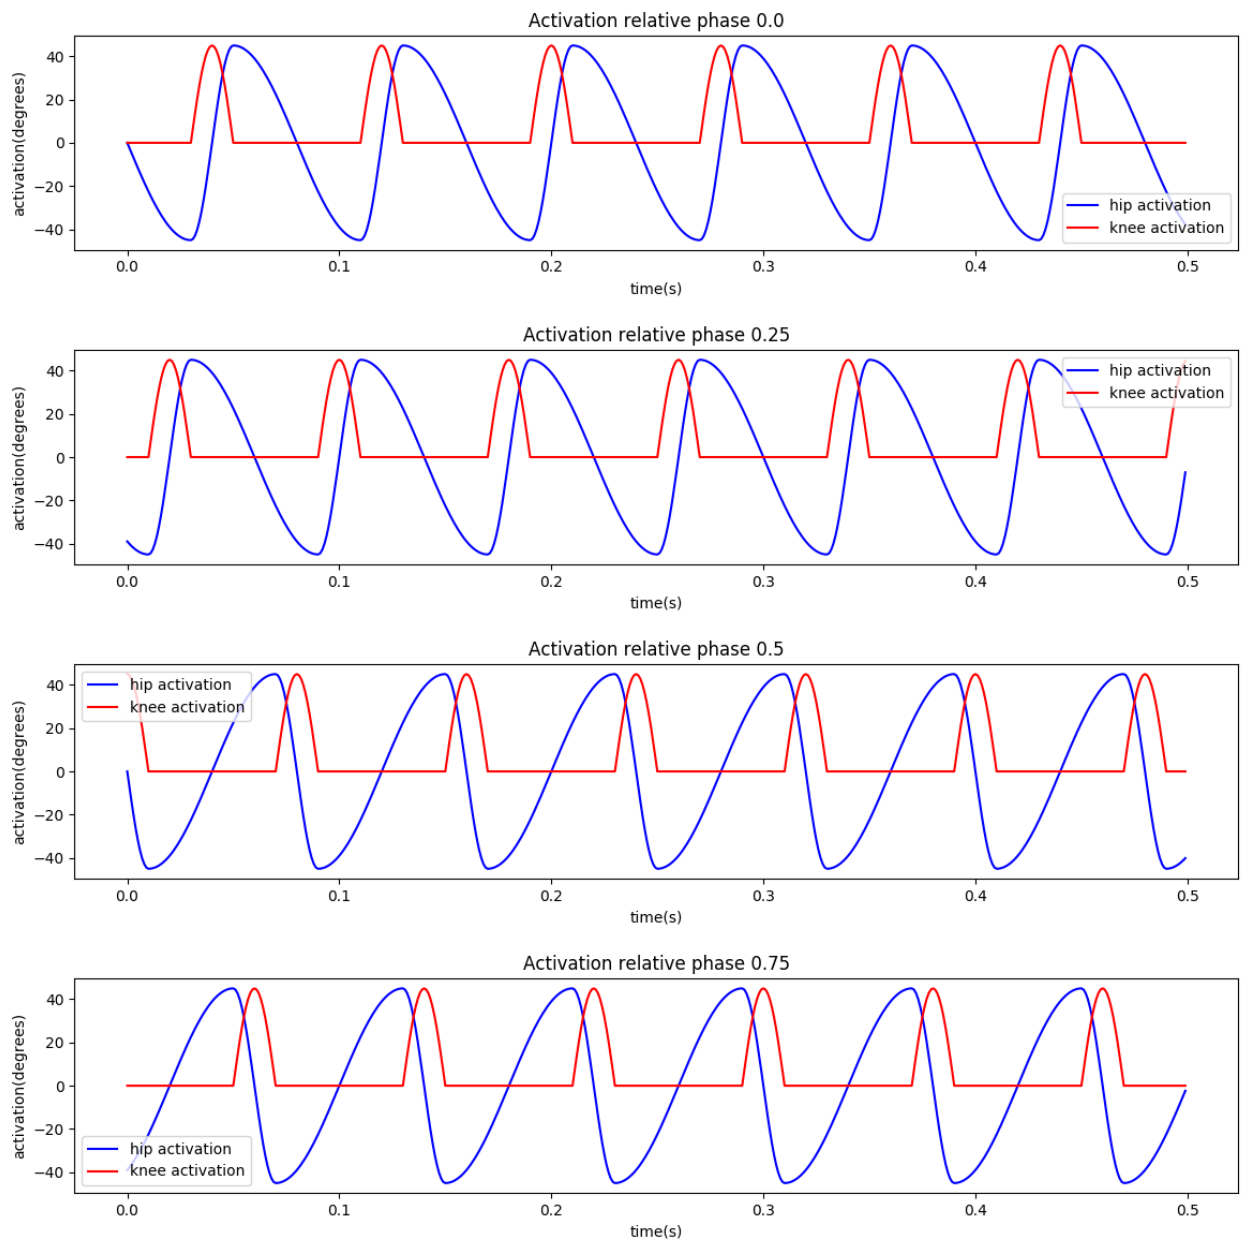 Activation relative phase 0.0
activation(degrees)
40
20
0
−20
−40
hip activation
knee activation
0.0 0.1 0.2 0.3 0.4 0.5
time(s)
Activation relative phase 0.25
activation(degrees)
40
20
0
−20
−40
hip activation
knee activation
0.0 0.1 0.2 0.3 0.4 0.5
time(s)
Activation relative phase 0.5
activation(degrees)
40
20
0
−20
−40
hip activation
knee activation
0.0 0.1 0.2 0.3 0.4 0.5
time(s)
Activation relative phase 0.75
activation(degrees)
40
20
0
−20
−40
hip activation
knee activation
0.0 0.1 0.2 0.3 0.4 0.5
time(s)